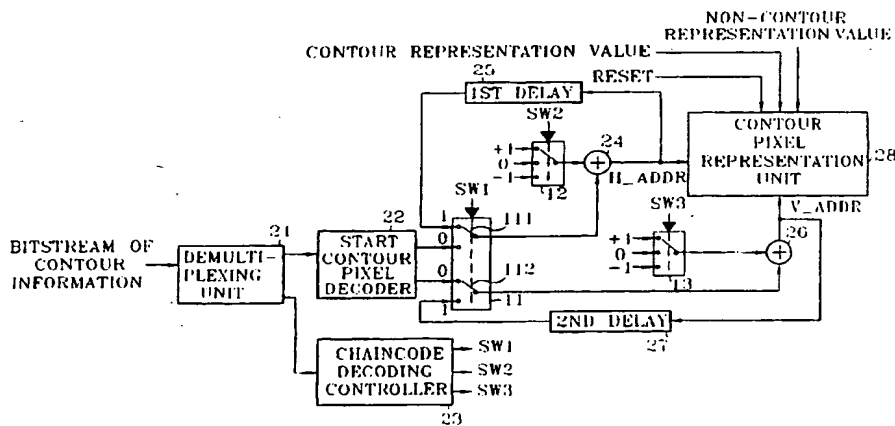 NON-CONTOUR
REPRESENTATION VALUE
CONTOUR REPRESENTATION VALUE
RESET
25
1ST DELAY
SW2
+1
0
-1
12
24
H_ADDR
CONTOUR
PIXEL
REPRESENTATION
UNIT
28
V_ADDR
SW1
1
0
111
0
1
112
11
SW3
+1
0
-1
13
26
BITSTREAM OF
CONTOUR
INFORMATION
21
DEMULTI-
PLEXING
UNIT
22
START
CONTOUR
PIXEL
DECODER
2ND DELAY
27
CHAINCODE
DECODING
CONTROLLER
23
SW1
SW2
SW3